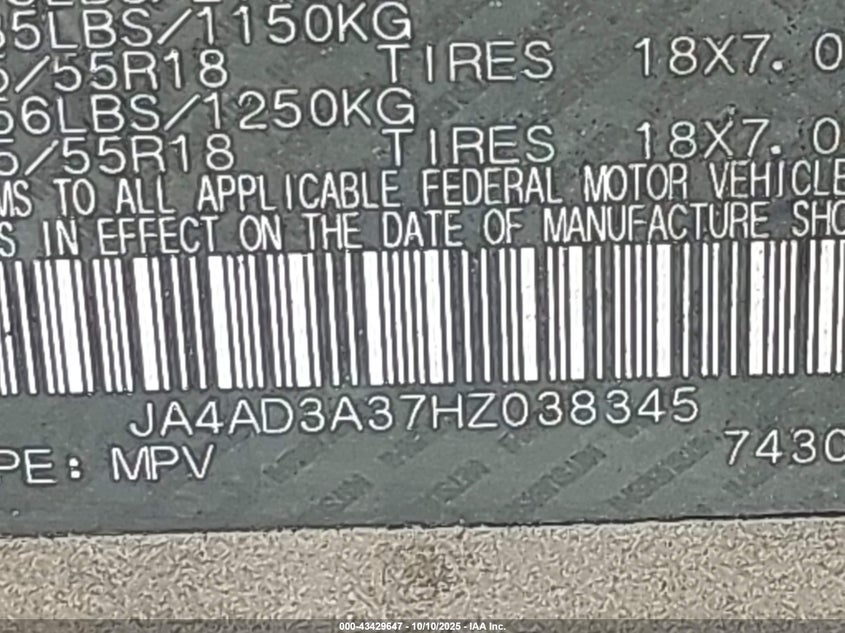 85LBS/1150KG
5/55R18 TIRES 18X7.0
56LBS/1250KG
5/55R18 TIRES 18X7.0
MS TO ALL APPLICABLE FEDERAL MOTOR VEHICLE
S IN EFFECT ON THE DATE OF MANUFACTURE SHO
JA4AD3A37HZ038345
PE: MPV 7430
000-43429647 - 10/10/2025 - IAA Inc.